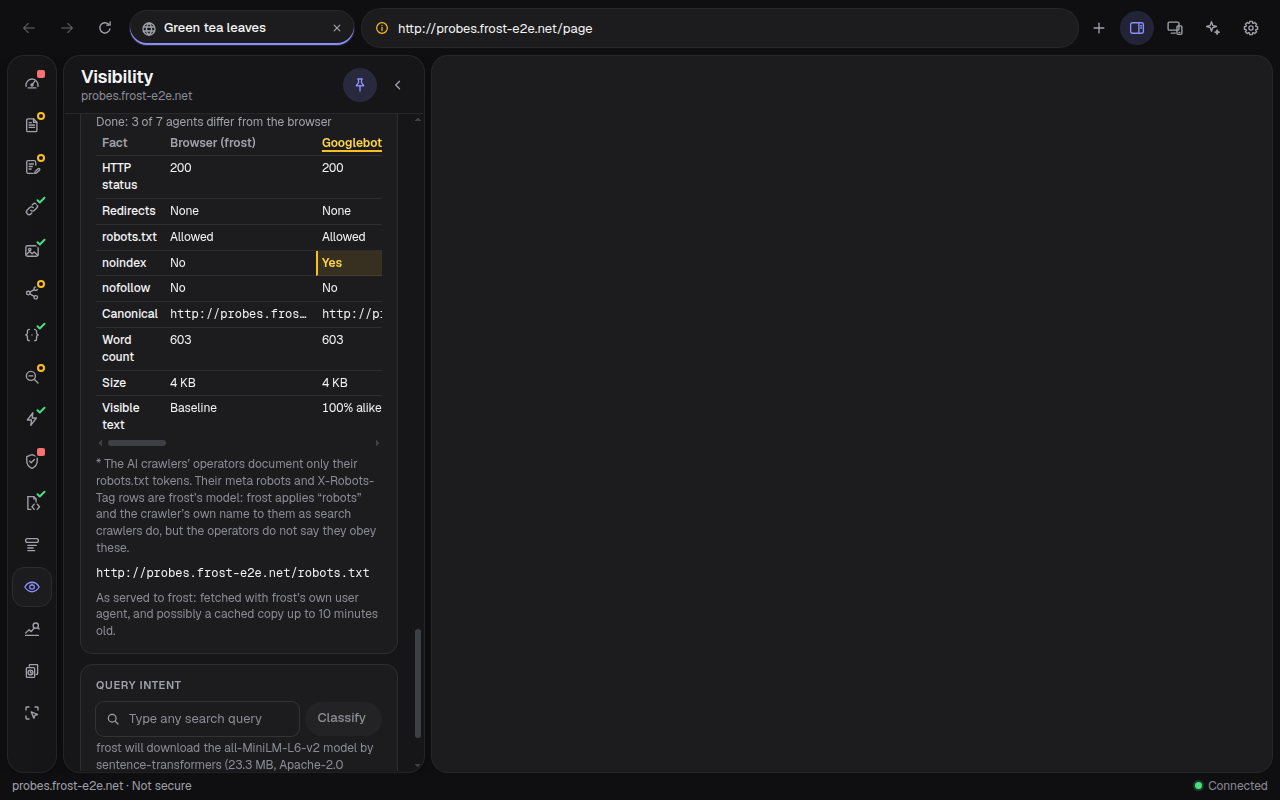 Green tea leaves
http://probes.frost-e2e.net/page
Visibility
probes.frost-e2e.net
Done: 3 of 7 agents differ from the browser
Fact Browser (frost) Googlebot
HTTP status 200 200
Redirects None None
robots.txt Allowed Allowed
noindex No Yes
nofollow No No
Canonical http://probes.fros… http://p
Word count 603 603
Size 4 KB 4 KB
Visible text Baseline 100% alike
* The AI crawlers’ operators document only their
robots.txt tokens. Their meta robots and X-Robots-
Tag rows are frost’s model: frost applies “robots”
and the crawler’s own name to them as search
crawlers do, but the operators do not say they obey
these.
http://probes.frost-e2e.net/robots.txt
As served to frost: fetched with frost’s own user
agent, and possibly a cached copy up to 10 minutes
old.
QUERY INTENT
Type any search query
Classify
frost will download the all-MiniLM-L6-v2 model by
sentence-transformers (23.3 MB, Apache-2.0
probes.frost-e2e.net · Not secure
Connected